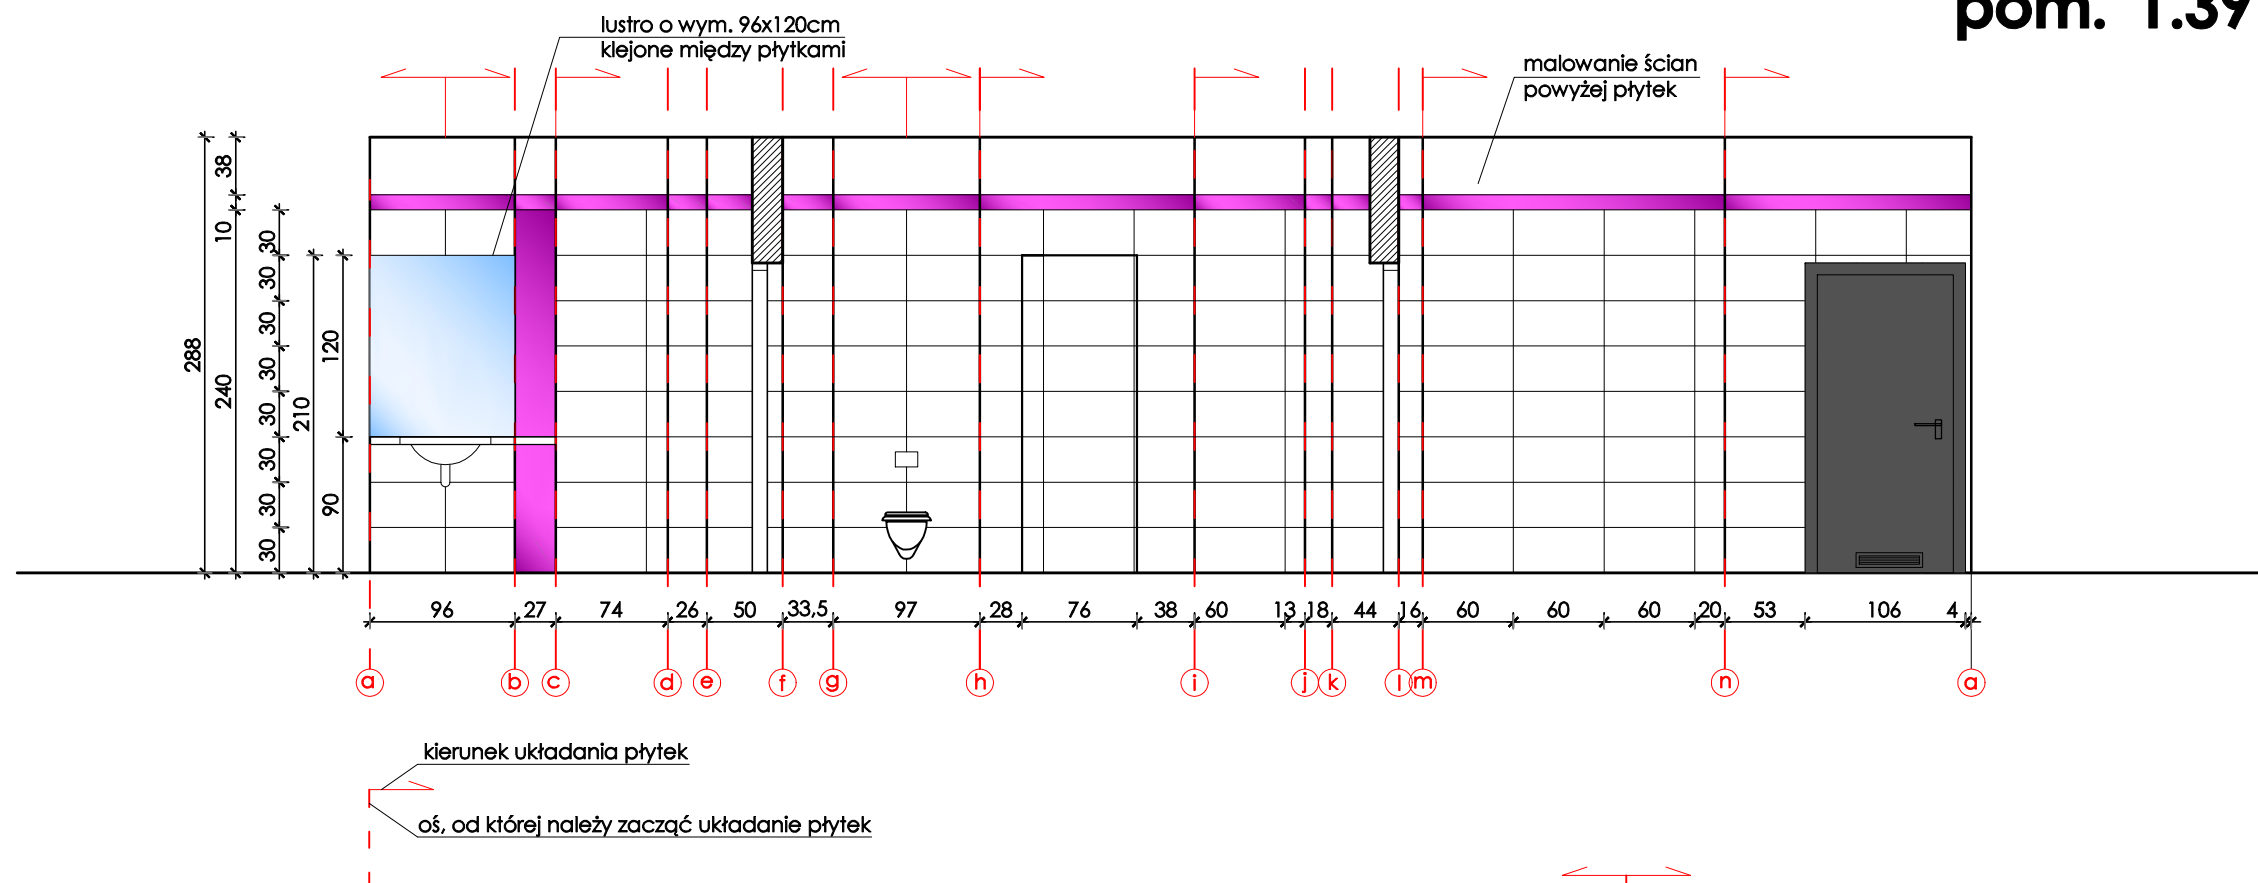 pom. 1.39
lustro o wym. 96x120cm
klejone między płytkami
malowanie ścian
powyżej płytek
38
10
288
240
30
30
30
30
30
30
30
30
210
120
90
96
27
74
26
50
33,5
97
28
76
38
60
13
18
44
16
60
60
60
20
53
106
4
a
b
c
d
e
f
g
h
i
j
k
l
m
n
a
kierunek układania płytek
oś, od której należy zacząć układanie płytek